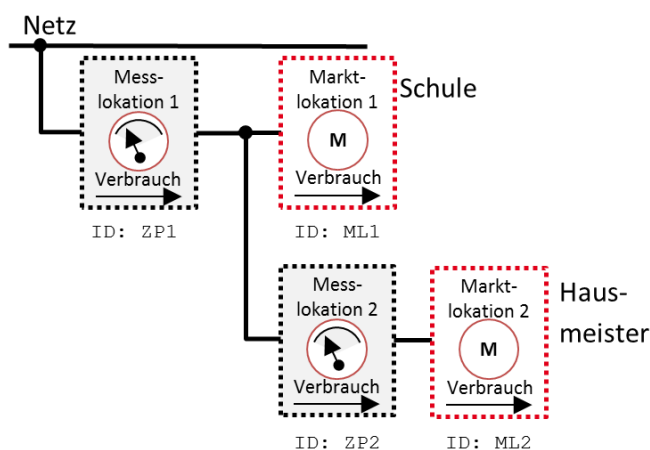 Netz
Mess-
lokation 1
Verbrauch
ID: ZP1
Markt-
lokation 1
M
Verbrauch
ID: ML1
Schule
Mess-
lokation 2
Verbrauch
ID: ZP2
Markt-
lokation 2
M
Verbrauch
ID: ML2
Haus-
meister